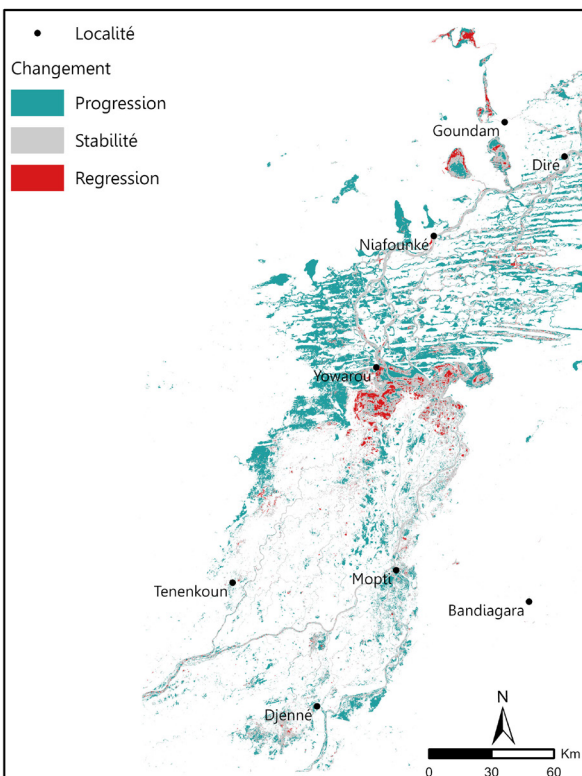 Localité
Changement
Progression
Stabilité
Regression
Goundam
Diré
Niafounké
Yowarou
Mopti
Tenenkoun
Bandiagara
Djenné
N
Km
0 30 60